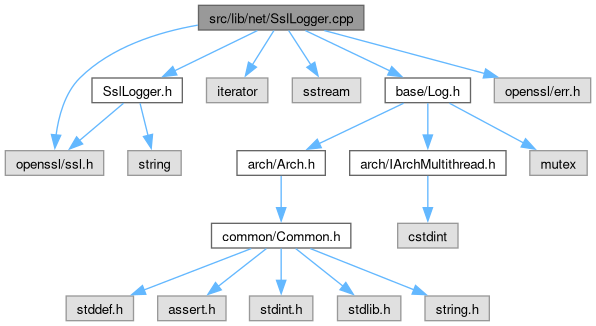 src/lib/net/SslLogger.cpp
SslLogger.h
iterator
sstream
base/Log.h
openssl/err.h
openssl/ssl.h
string
arch/Arch.h
arch/IArchMultithread.h
mutex
common/Common.h
cstdint
stddef.h
assert.h
stdint.h
stdlib.h
string.h